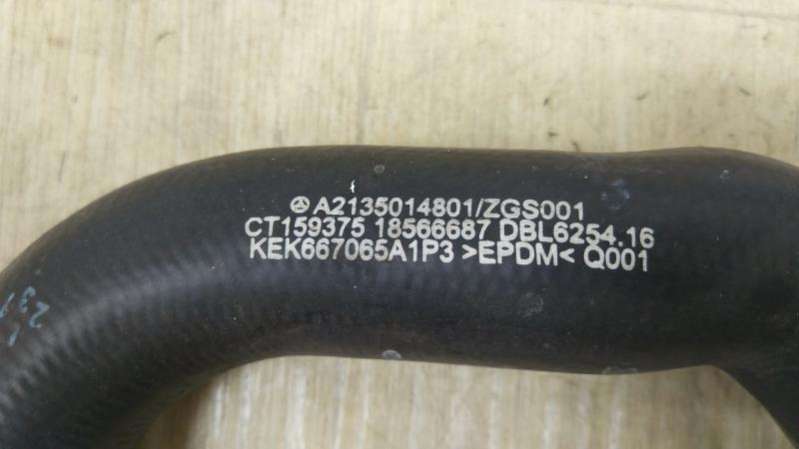 A2135014801/ZGS001
CT159375 18566687 DBL6254.16
KEK667065A1P3 >EPDM< Q001